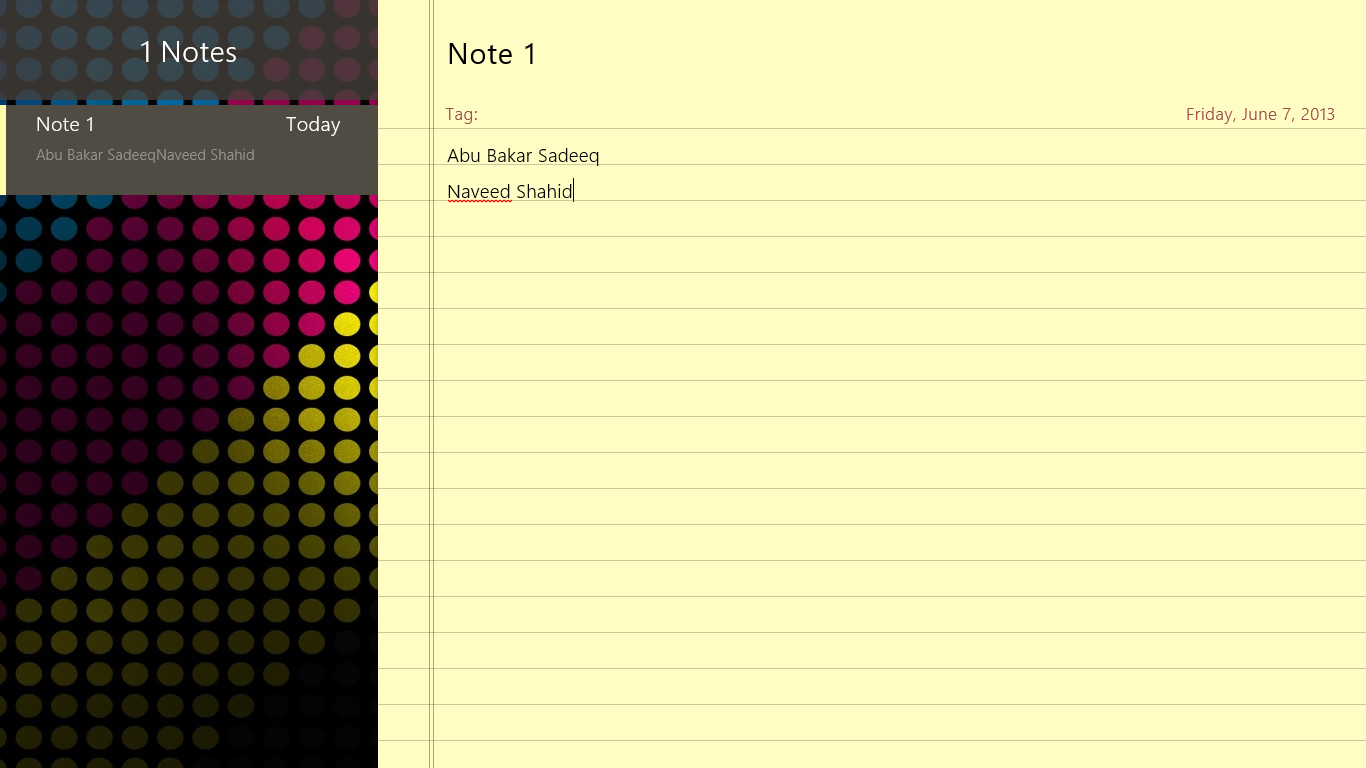 1 Notes
Note 1 Today
Abu Bakar SadeeqNaveed Shahid
Note 1
Tag: Friday, June 7, 2013
Abu Bakar Sadeeq
Naveed Shahid